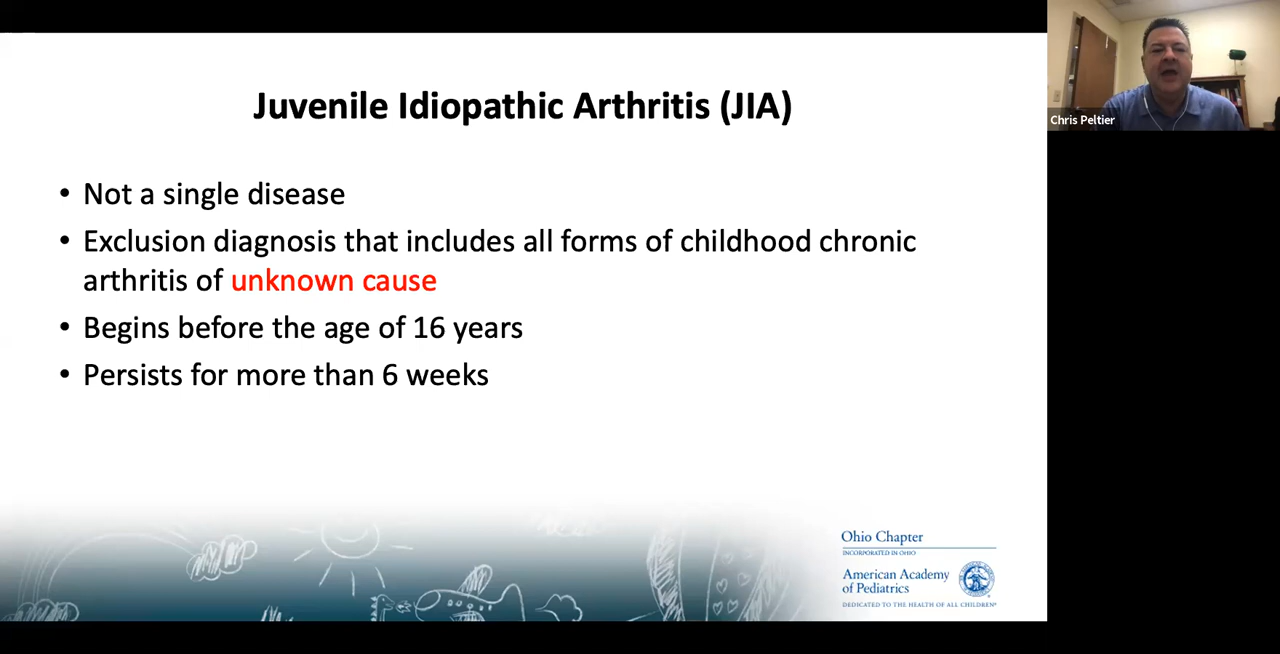 Juvenile Idiopathic Arthritis (JIA)
• Not a single disease
• Exclusion diagnosis that includes all forms of childhood chronic
arthritis of unknown cause
• Begins before the age of 16 years
• Persists for more than 6 weeks
Ohio Chapter
INCORPORATED IN OHIO
American Academy
of Pediatrics
DEDICATED TO THE HEALTH OF ALL CHILDREN®
Chris Peltier